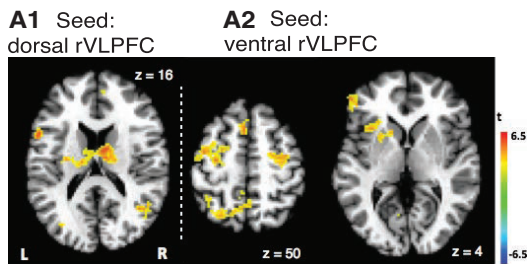 A1 Seed:
dorsal rVLPFC
A2 Seed:
ventral rVLPFC
z = 16
L
R
z = 50
z = 4
t
6.5
-6.5